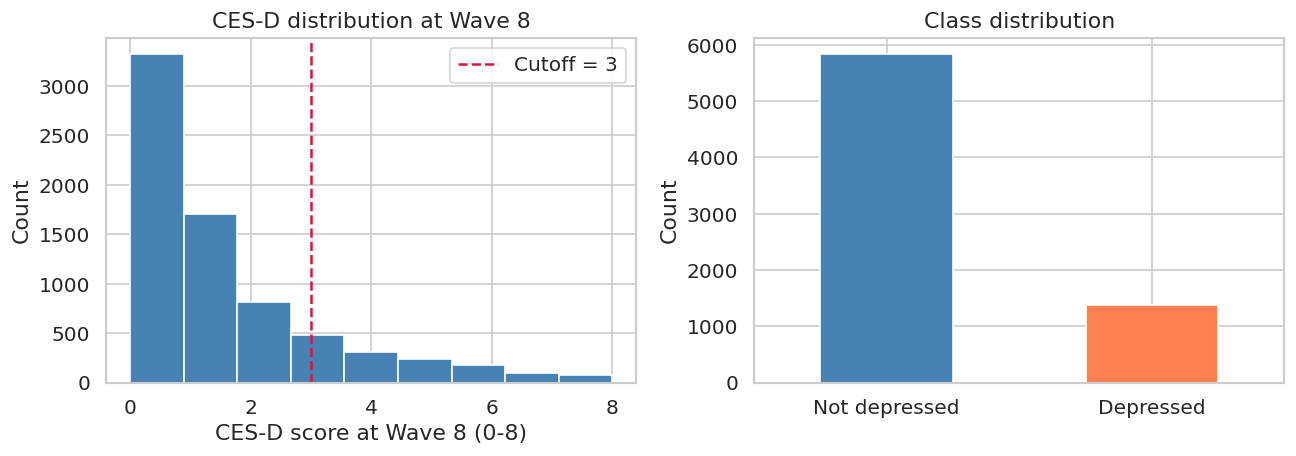 CES-D distribution at Wave 8
Count
3000
2500
2000
1500
1000
500
0
Cutoff = 3
0 2 4 6 8
CES-D score at Wave 8 (0-8)
Class distribution
Count
6000
5000
4000
3000
2000
1000
0
Not depressed Depressed